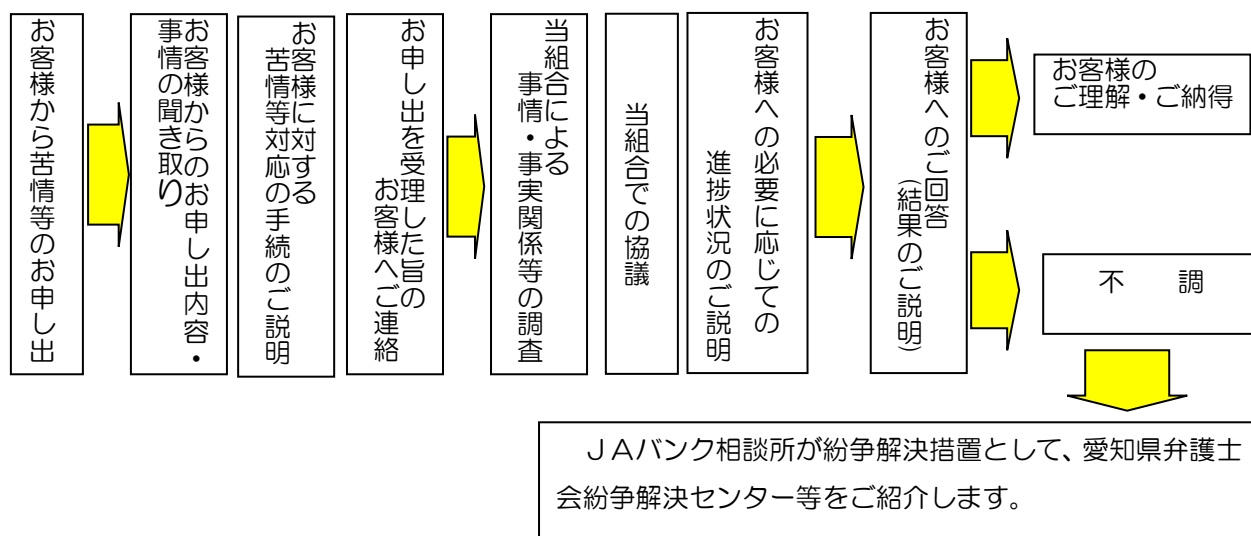 お客様から苦情等のお申し出
お客様からのお申し出内容・
事情の聞き取り
お客様に対する
苦情等対応の手続のご説明
お申し出を受理した旨の
お客様へご連絡
当組合による
事情・事実関係等の調査
当組合での協議
お客様への必要に応じての
進捗状況のご説明
お客様へのご回答
(結果のご説明)
お客様の
ご理解・ご納得
不　調
ＪＡバンク相談所が紛争解決措置として、愛知県弁護士
会紛争解決センター等をご紹介します。